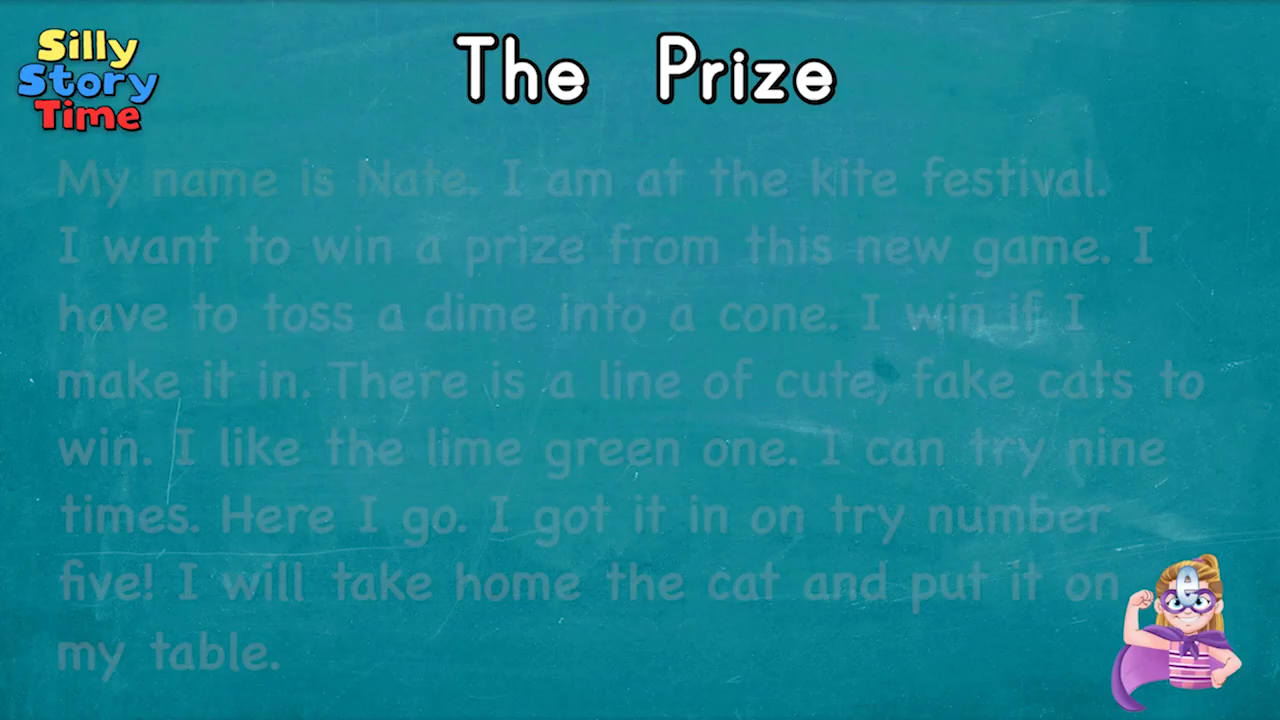 Silly
Story
Time
The Prize
My name is Nate. I am at the kite festival.
I want to win a prize from this new game. I
have to toss a dime into a cone. I win if I
make it in. There is a line of cute, fake cats to
win. I like the lime green one. I can try nine
times. Here I go. I got it in on try number
five! I will take home the cat and put it on
my table.
e